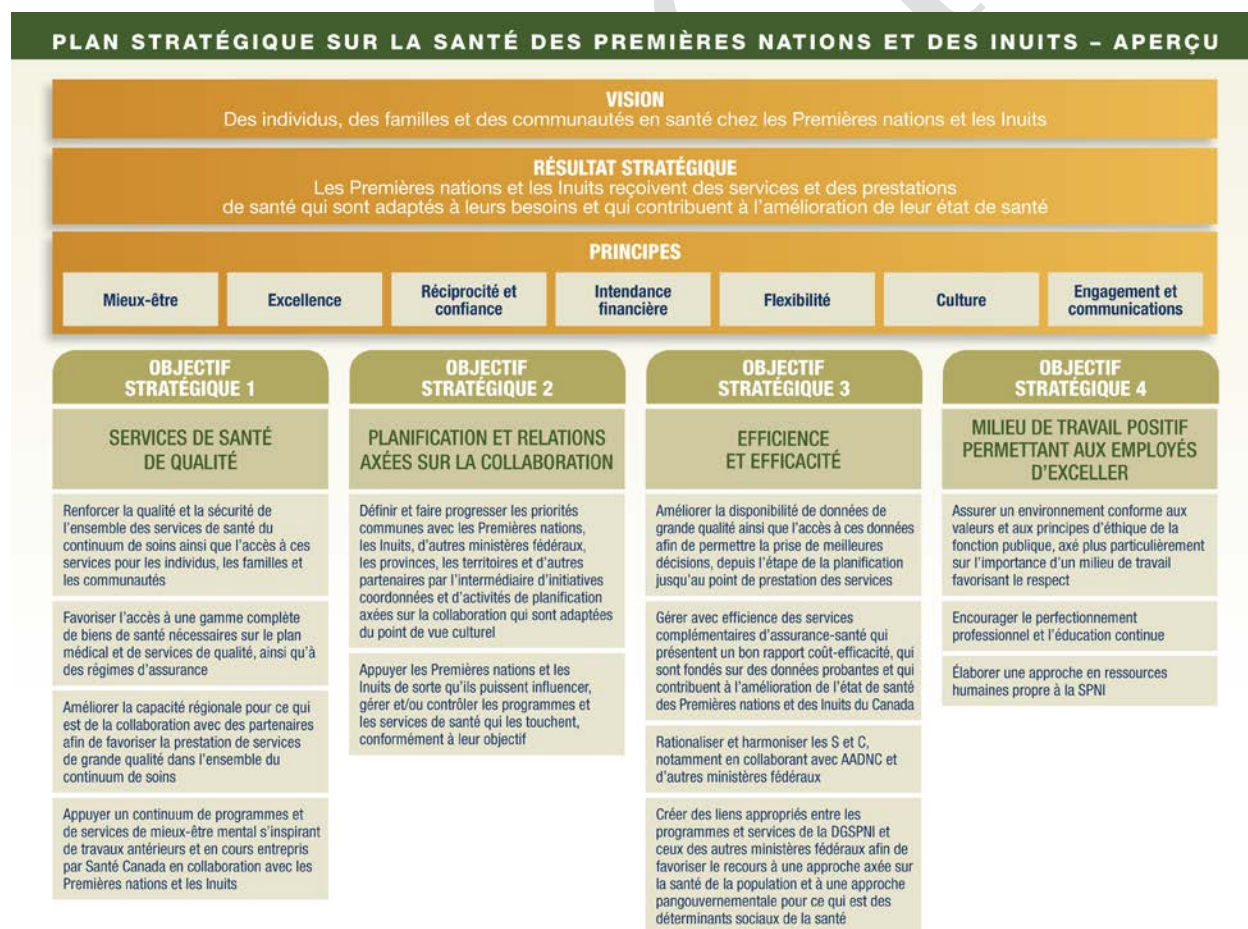 PLAN STRATÉGIQUE SUR LA SANTÉ DES PREMIÈRES NATIONS ET DES INUITS – APERÇU
VISION
Des individus, des familles et des communautés en santé chez les Premières nations et les Inuits
RÉSULTAT STRATÉGIQUE
Les Premières nations et les Inuits reçoivent des services et des prestations
de santé qui sont adaptés à leurs besoins et qui contribuent à l'amélioration de leur état de santé
PRINCIPES
Mieux-être
Excellence
Réciprocité et
confiance
Intendance
financière
Flexibilité
Culture
Engagement et
communications
OBJECTIF
STRATÉGIQUE 1
SERVICES DE SANTÉ
DE QUALITÉ
Renforcer la qualité et la sécurité de
l'ensemble des services de santé du
continuum de soins ainsi que l'accès à ces
services pour les individus, les familles et
les communautés
Favoriser l'accès à une gamme complète
de biens de santé nécessaires sur le plan
médical et de services de qualité, ainsi qu'à
des régimes d'assurance
Améliorer la capacité régionale pour ce qui
est de la collaboration avec des partenaires
afin de favoriser la prestation de services
de grande qualité dans l'ensemble du
continuum de soins
Appuyer un continuum de programmes et
de services de mieux-être mental s'inspirant
de travaux antérieurs et en cours entrepris
par Santé Canada en collaboration avec les
Premières nations et les Inuits
OBJECTIF
STRATÉGIQUE 2
PLANIFICATION ET RELATIONS
AXÉES SUR LA COLLABORATION
Définir et faire progresser les priorités
communes avec les Premières nations,
les Inuits, d'autres ministères fédéraux,
les provinces, les territoires et d'autres
partenaires par l'intermédiaire d'initiatives
coordonnées et d'activités de planification
axées sur la collaboration qui sont adaptées
du point de vue culturel
Appuyer les Premières nations et les
Inuits de sorte qu'ils puissent influencer,
gérer et/ou contrôler les programmes et
les services de santé qui les touchent,
conformément à leur objectif
OBJECTIF
STRATÉGIQUE 3
EFFICIENCE
ET EFFICACITÉ
Améliorer la disponibilité de données de
grande qualité ainsi que l'accès à ces données
afin de permettre la prise de meilleures
décisions, depuis l'étape de la planification
jusqu'au point de prestation des services
Gérer avec efficience des services
complémentaires d'assurance-santé qui
présentent un bon rapport coût-efficacité, qui
sont fondés sur des données probantes et qui
contribuent à l'amélioration de l'état de santé
des Premières nations et des Inuits du Canada
Rationaliser et harmoniser les S et C,
notamment en collaborant avec AADNC et
d'autres ministères fédéraux
Créer des liens appropriés entre les
programmes et services de la DGSPNI et
ceux des autres ministères fédéraux afin de
favoriser le recours à une approche axée sur
la santé de la population et à une approche
pangouvernementale pour ce qui est des
déterminants sociaux de la santé
OBJECTIF
STRATÉGIQUE 4
MILIEU DE TRAVAIL POSITIF
PERMETTANT AUX EMPLOYÉS
D'EXCELLER
Assurer un environnement conforme aux
valeurs et aux principes d'éthique de la
fonction publique, axé plus particulièrement
sur l'importance d'un milieu de travail
favorisant le respect
Encourager le perfectionnement
professionnel et l'éducation continue
Élaborer une approche en ressources
humaines propre à la SPNI